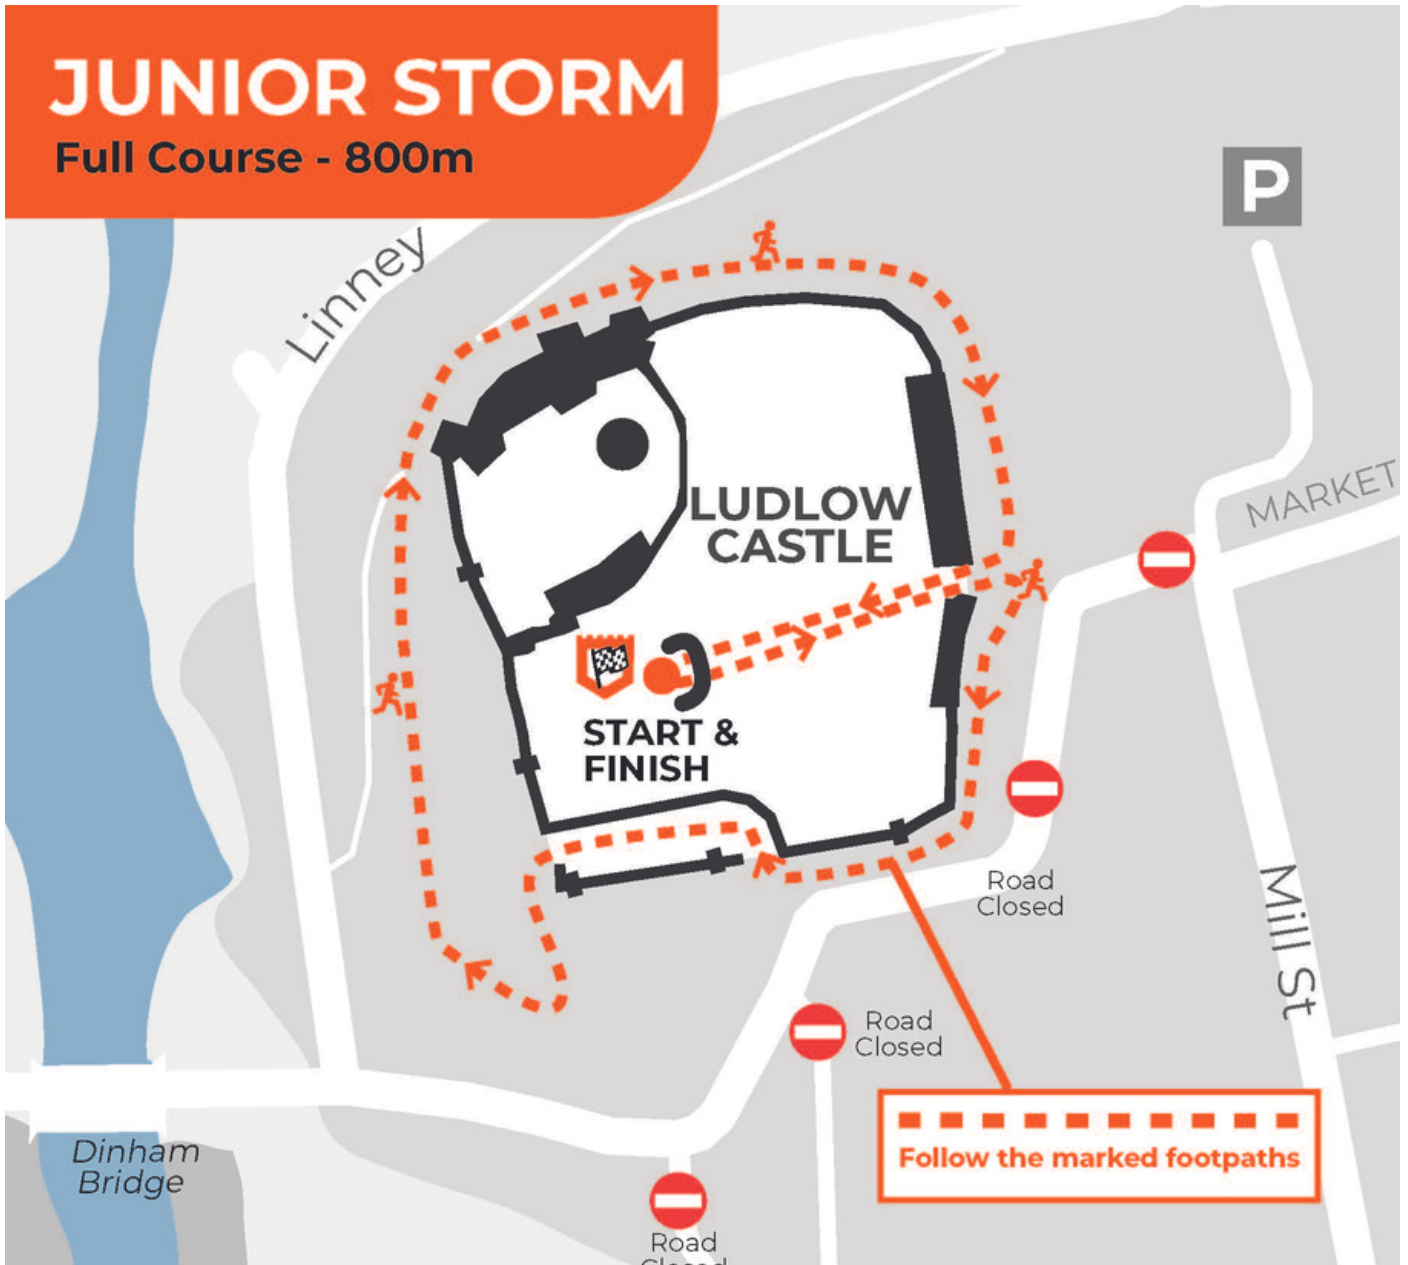 JUNIOR STORM
Full Course - 800m
P
Linney
MARKET
LUDLOW
CASTLE
START &
FINISH
Road
Closed
Mill St
Road
Closed
Follow the marked footpaths
Dinham
Bridge
Road